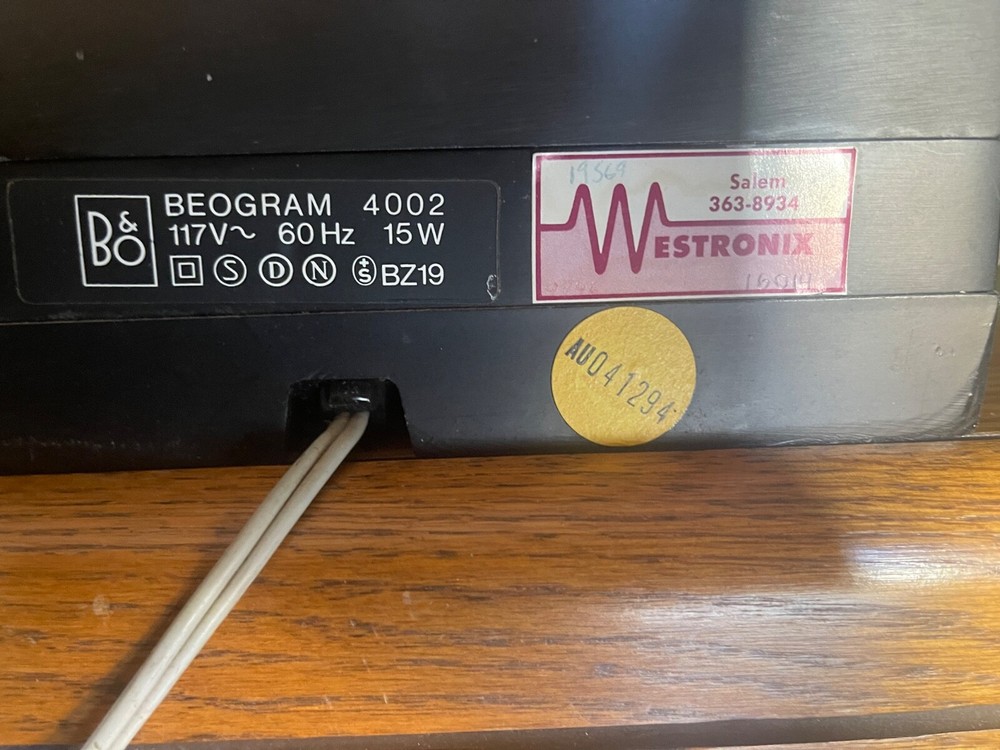 B&O
BEOGRAM 4002
117V~ 60Hz 15W
S D N S BZ19
19569
Salem
363-8934
WESTRONIX
16014
AU041294